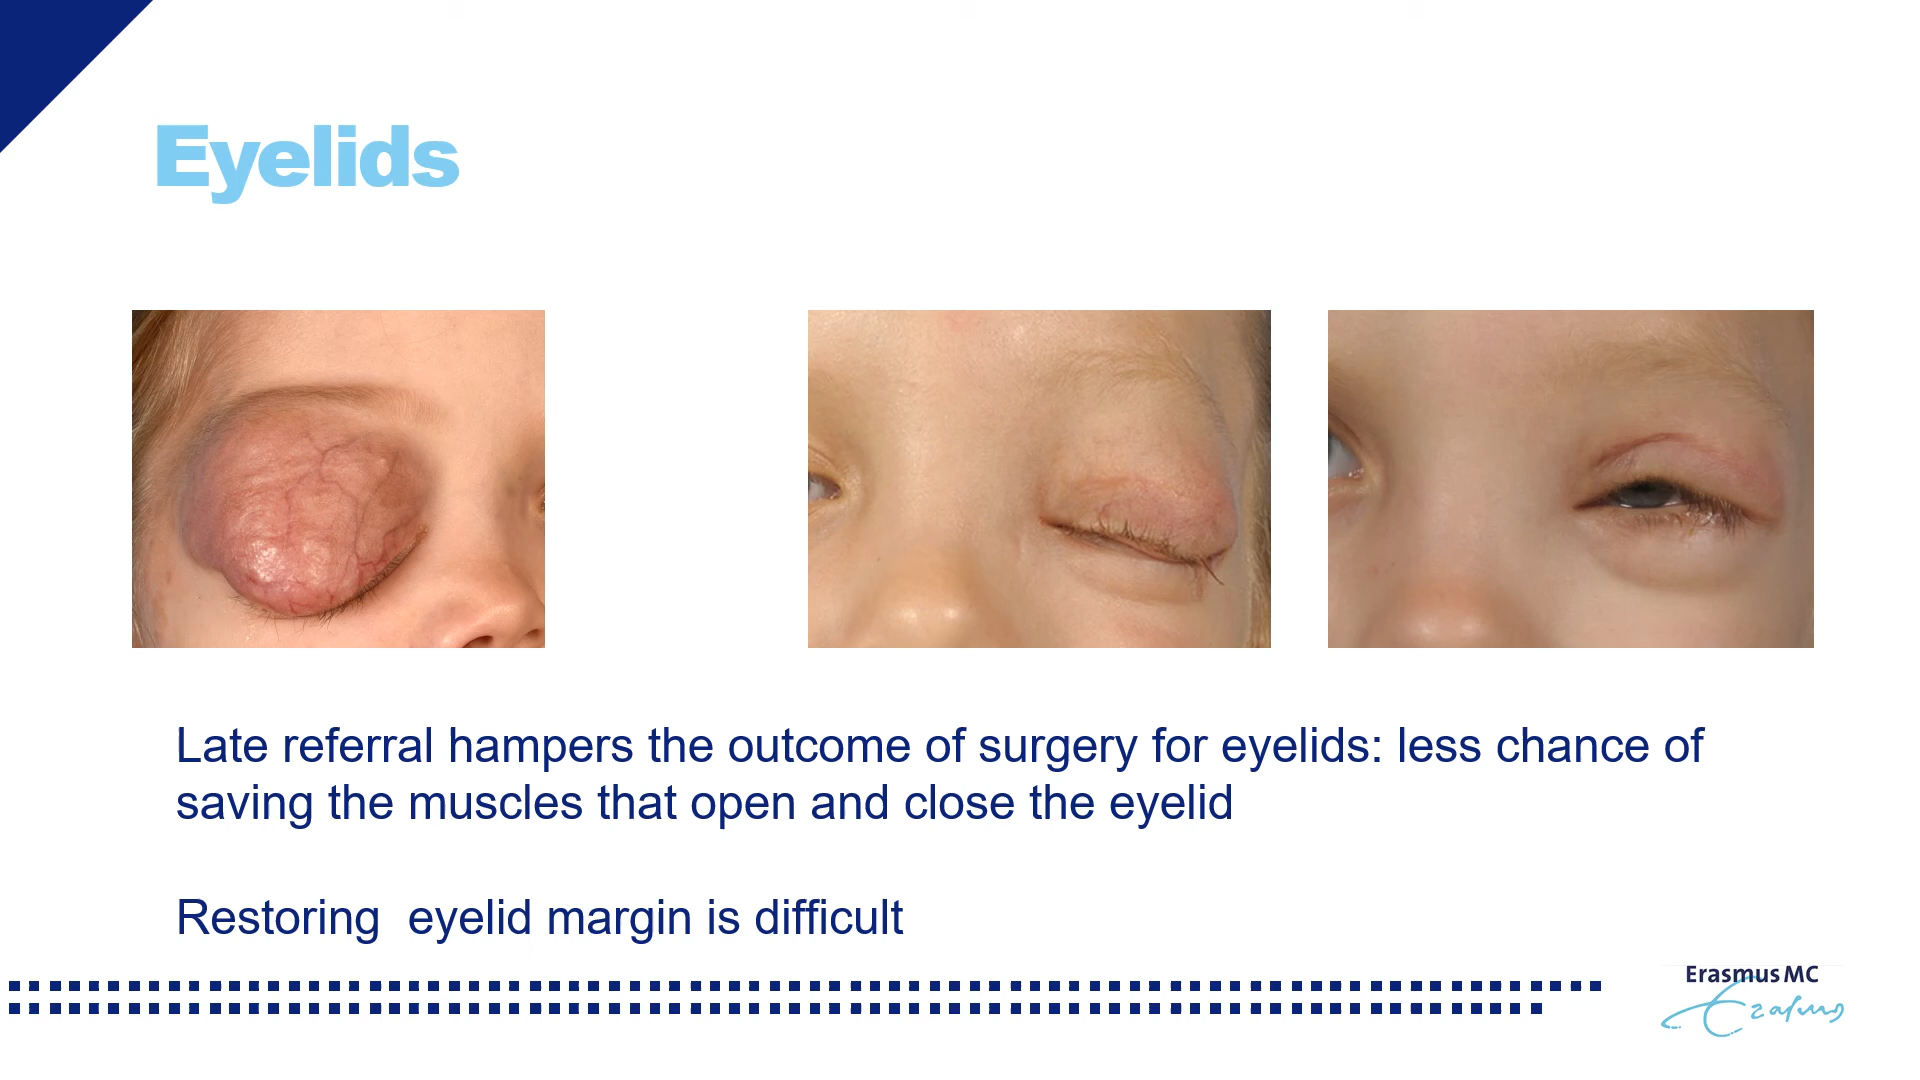 Eyelids
Late referral hampers the outcome of surgery for eyelids: less chance of
saving the muscles that open and close the eyelid
Restoring  eyelid margin is difficult
Erasmus MC
Erasmus